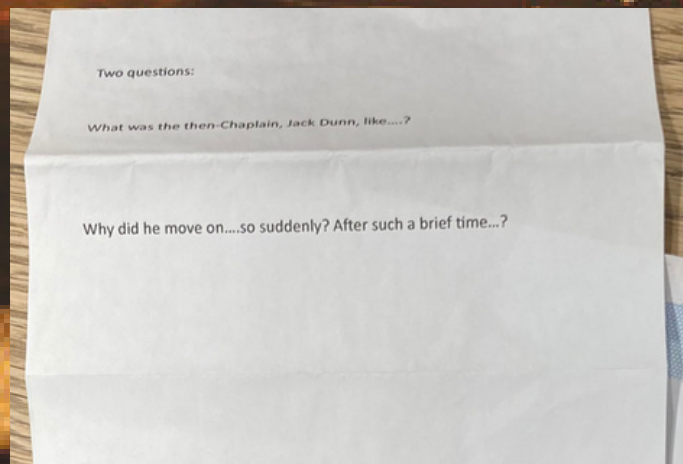 Two questions:
What was the then-Chaplain, Jack Dunn, like....?
Why did he move on....so suddenly? After such a brief time...?